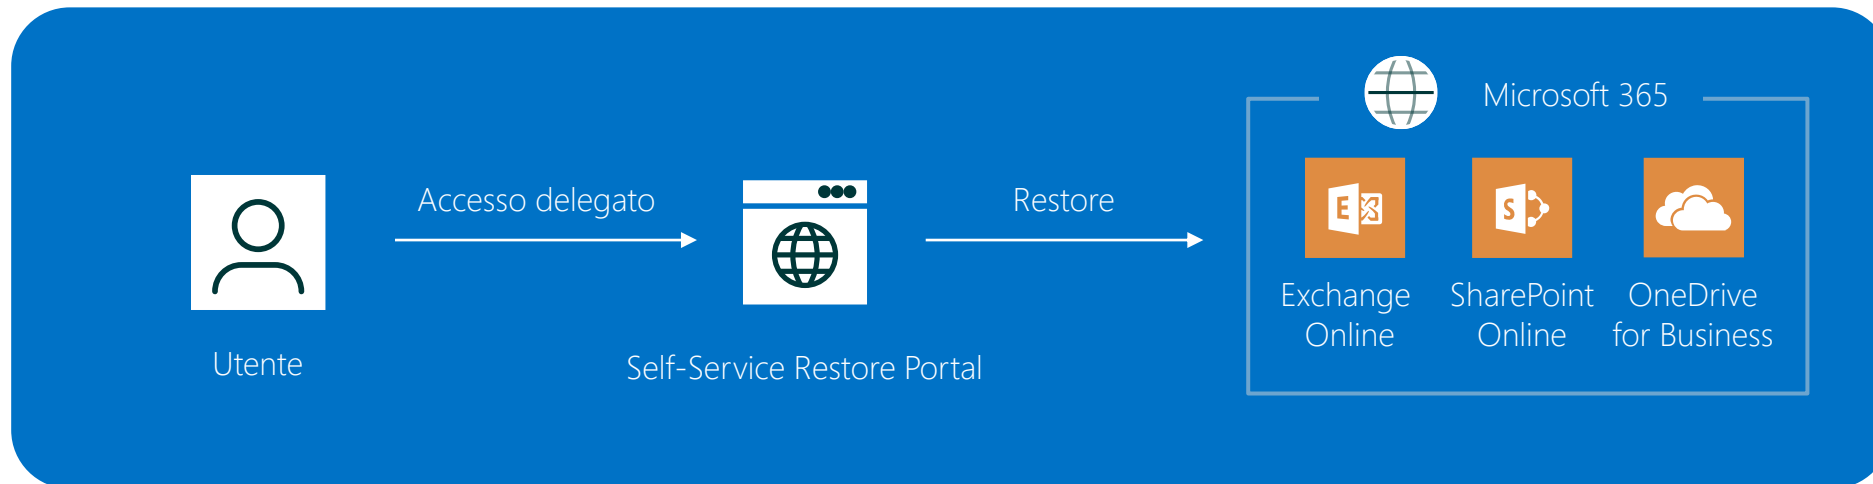 Microsoft 365
Accesso delegato
Restore
E
S
Exchange
Online
SharePoint
Online
OneDrive
for Business
Utente
Self-Service Restore Portal